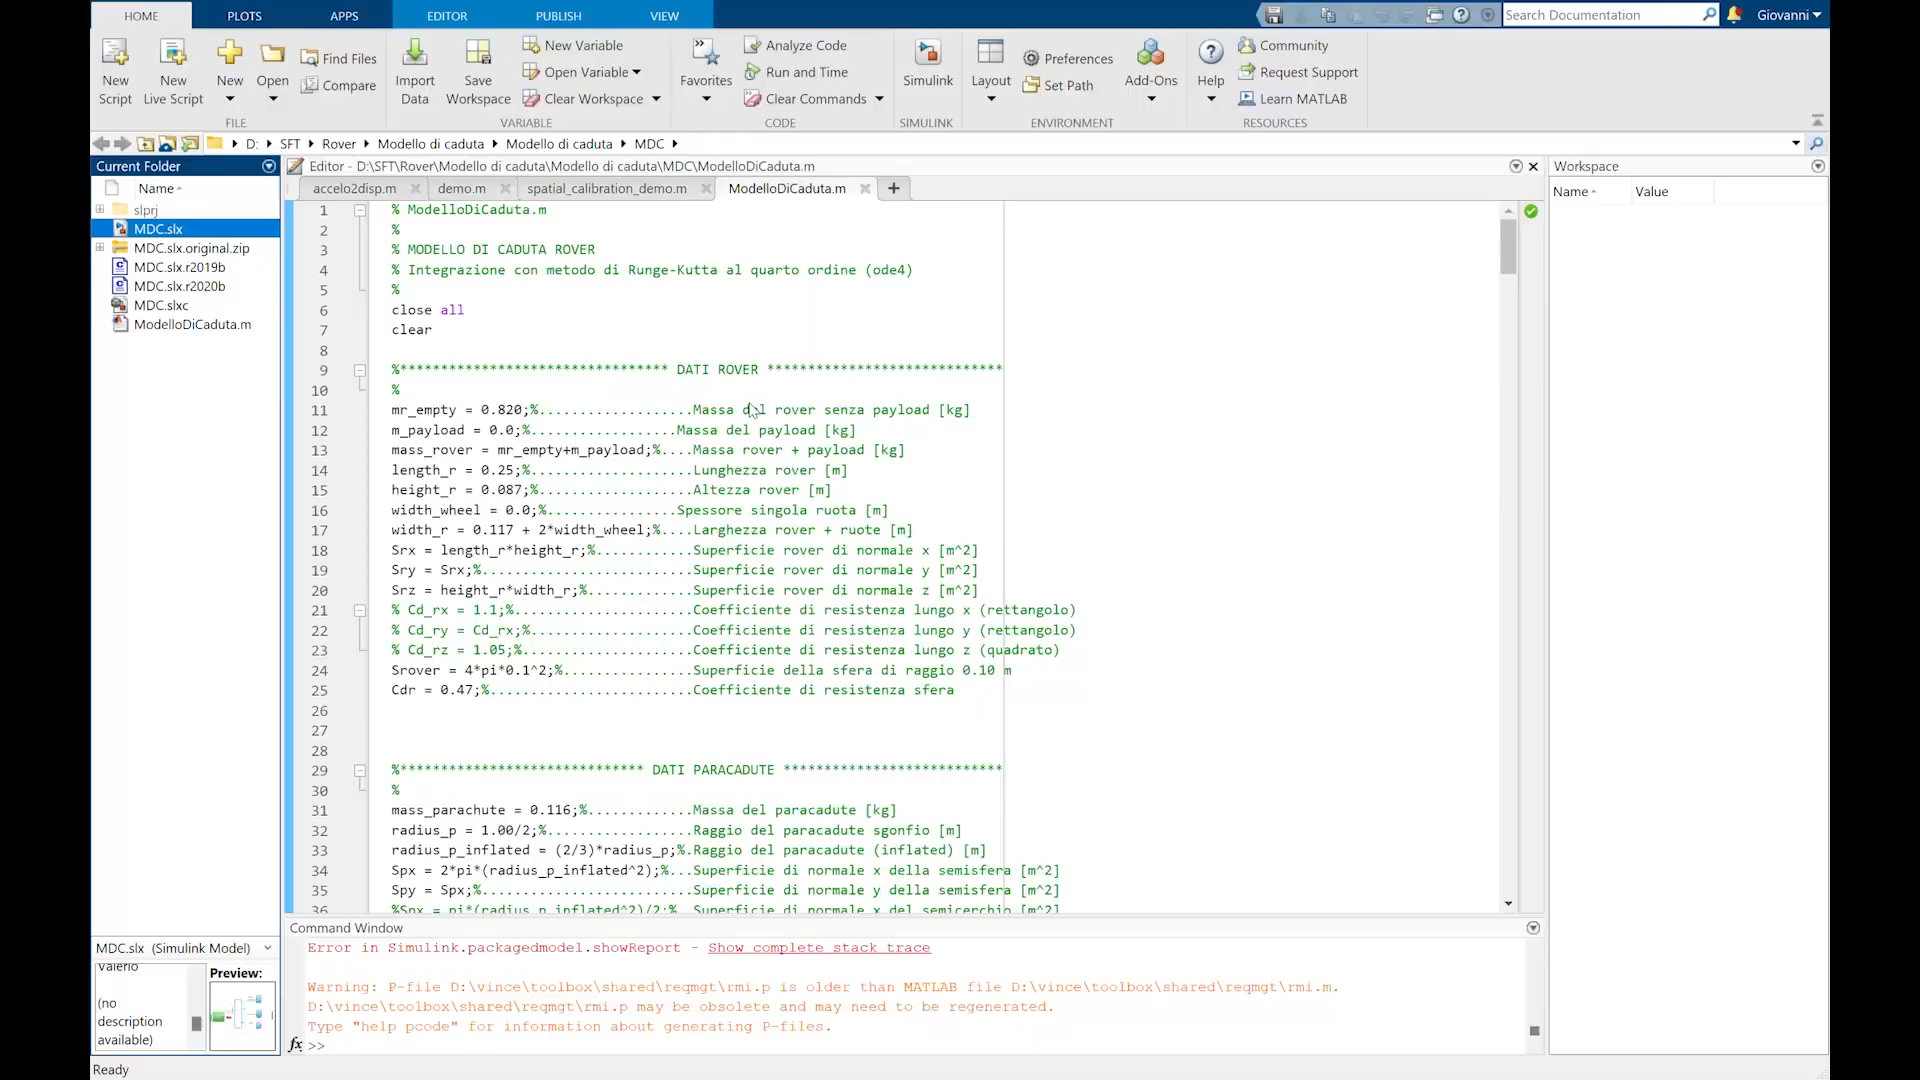 HOME PLOTS APPS EDITOR PUBLISH VIEW Search Documentation Giovanni
New Script New Live Script New Open Find Files Compare
Import Data Save Workspace New Variable Open Variable Clear Workspace
Favorites Analyze Code Run and Time Clear Commands
Simulink Layout Preferences Set Path Add-Ons Help Community Request Support Learn MATLAB
FILE VARIABLE CODE SIMULINK ENVIRONMENT RESOURCES
D: SFT Rover Modello di caduta Modello di caduta MDC
Current Folder
Name
slprj
MDC.slx
MDC.slx.original.zip
MDC.slx.r2019b
MDC.slx.r2020b
MDC.slxc
ModelloDiCaduta.m
MDC.slx (Simulink Model)
Valerio
(no
description
available)
Preview:
Editor - D:\SFT\Rover\Modello di caduta\Modello di caduta\MDC\ModelloDiCaduta.m
accelo2disp.m demo.m spatial_calibration_demo.m ModelloDiCaduta.m
1 % ModelloDiCaduta.m
2 %
3 % MODELLO DI CADUTA ROVER
4 % Integrazione con metodo di Runge-Kutta al quarto ordine (ode4)
5 %
6 close all
7 clear
8
9 %********************************* DATI ROVER *****************************
10 %
11 mr_empty = 0.820;%...................Massa del rover senza payload [kg]
12 m_payload = 0.0;%..................Massa del payload [kg]
13 mass_rover = mr_empty+m_payload;%....Massa rover + payload [kg]
14 length_r = 0.25;%....................Lunghezza rover [m]
15 height_r = 0.087;%...................Altezza rover [m]
16 width_wheel = 0.0;%................Spessore singola ruota [m]
17 width_r = 0.117 + 2*width_wheel;%....Larghezza rover + ruote [m]
18 Srx = length_r*height_r;%............Superficie rover di normale x [m^2]
19 Sry = Srx;%..........................Superficie rover di normale y [m^2]
20 Srz = height_r*width_r;%.............Superficie rover di normale z [m^2]
21 % Cd_rx = 1.1;%......................Coefficiente di resistenza lungo x (rettangolo)
22 % Cd_ry = Cd_rx;%....................Coefficiente di resistenza lungo y (rettangolo)
23 % Cd_rz = 1.05;%.....................Coefficiente di resistenza lungo z (quadrato)
24 Srover = 4*pi*0.1^2;%................Superficie della sfera di raggio 0.10 m
25 Cdr = 0.47;%.........................Coefficiente di resistenza sfera
26
27
28
29 %****************************** DATI PARACADUTE ***************************
30 %
31 mass_parachute = 0.116;%.............Massa del paracadute [kg]
32 radius_p = 1.00/2;%..................Raggio del paracadute sgonfio [m]
33 radius_p_inflated = (2/3)*radius_p;%.Raggio del paracadute (inflated) [m]
34 Spx = 2*pi*(radius_p_inflated^2);%...Superficie di normale x della semisfera [m^2]
35 Spy = Spx;%..........................Superficie di normale y della semisfera [m^2]
36 %Spx = pi*(radius_p_inflated^2)/2;%..Superficie di normale x del semicerchio [m^2]
Command Window
Error in Simulink.packagedmodel.showReport - Show complete stack trace
Warning: P-file D:\vince\toolbox\shared\reqmgt\rmi.p is older than MATLAB file D:\vince\toolbox\shared\reqmgt\rmi.m.
D:\vince\toolbox\shared\reqmgt\rmi.p may be obsolete and may need to be regenerated.
Type "help pcode" for information about generating P-files.
fx >>
Workspace
Name Value
Ready